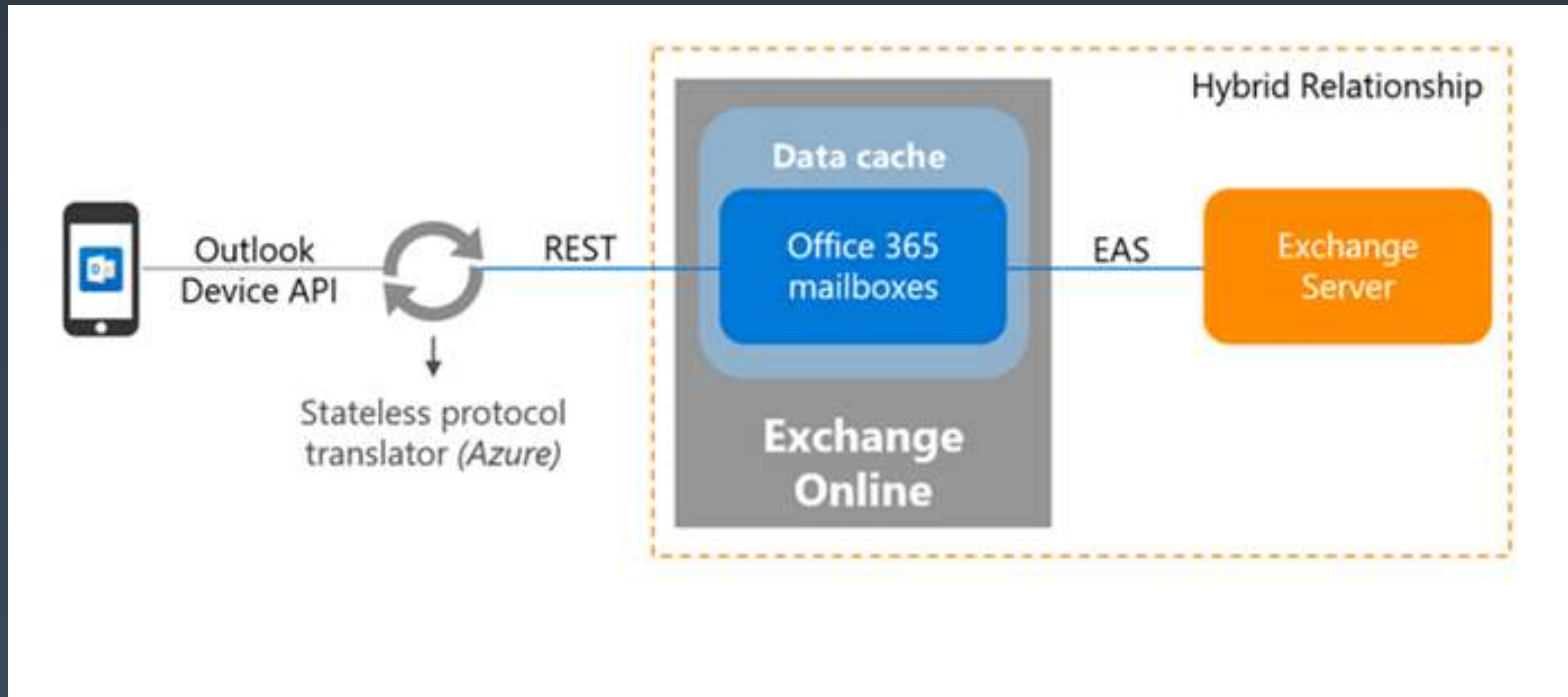 Hybrid Relationship
Data cache
Office 365
mailboxes
Exchange
Online
Outlook
Device API
REST
EAS
Exchange
Server
Stateless protocol
translator (Azure)